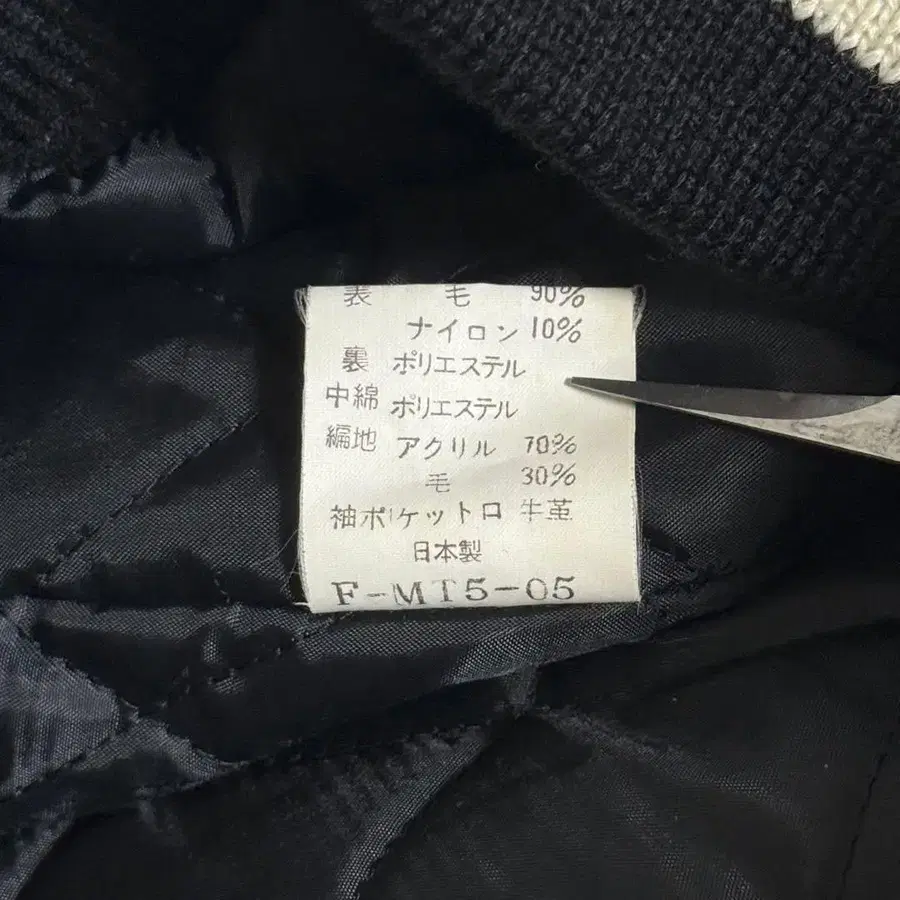 表 毛 90%
ナイロン 10%
裏 ポリエステル
中綿 ポリエステル
編地 アクリル 70%
毛 30%
袖ポケット口 牛革
日本製
F-MT5-05